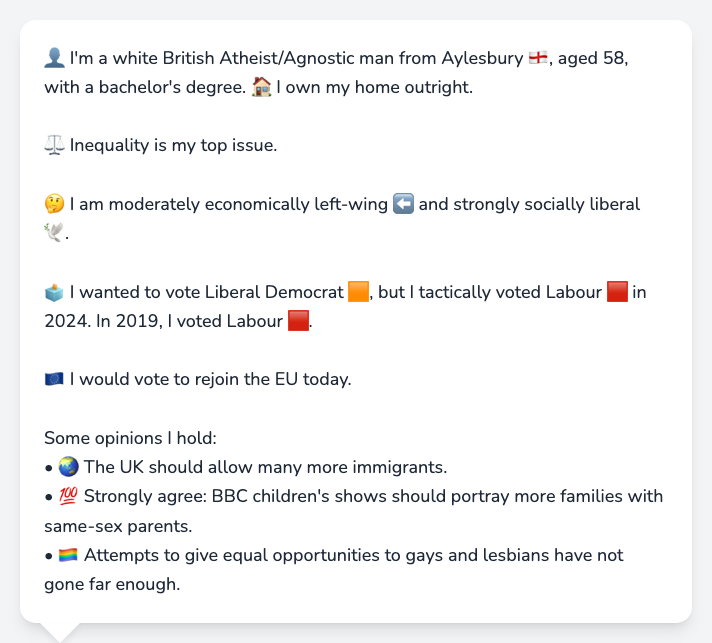 👤 I'm a white British Atheist/Agnostic man from Aylesbury 🏴󠁧󠁢󠁥󠁮󠁧󠁿, aged 58,
with a bachelor's degree. 🏠 I own my home outright.
⚖️ Inequality is my top issue.
🤔 I am moderately economically left-wing ⬅️ and strongly socially liberal
🕊️.
🗳️ I wanted to vote Liberal Democrat 🟧, but I tactically voted Labour 🟥 in
2024. In 2019, I voted Labour 🟥.
🇪🇺 I would vote to rejoin the EU today.
Some opinions I hold:
• 🌏 The UK should allow many more immigrants.
• 💯 Strongly agree: BBC children's shows should portray more families with
same-sex parents.
• 🏳️‍🌈 Attempts to give equal opportunities to gays and lesbians have not
gone far enough.